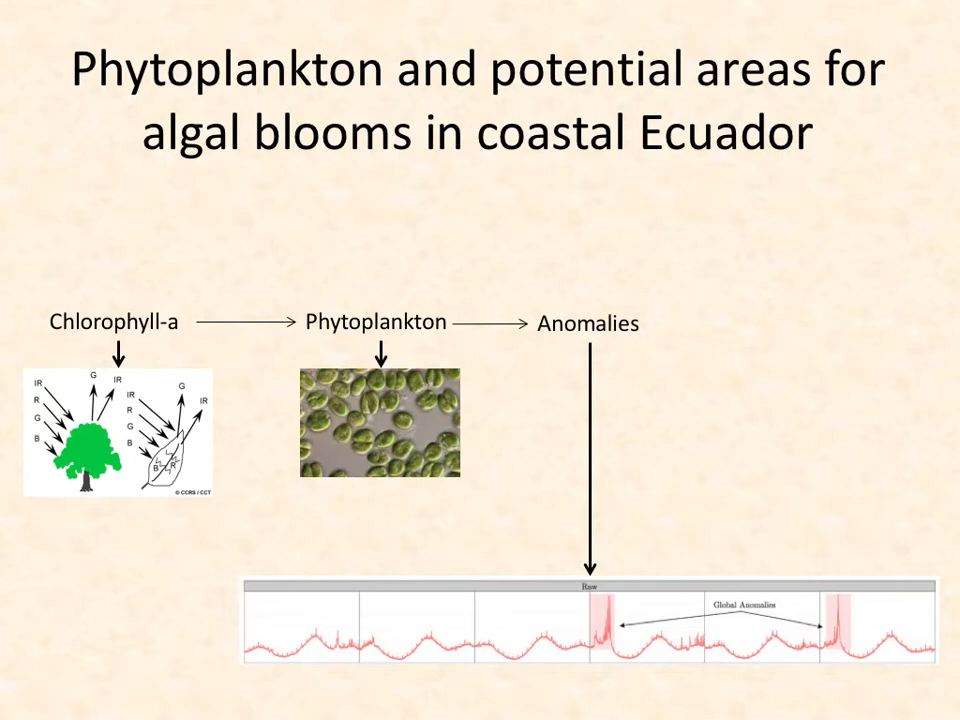 Phytoplankton and potential areas for
algal blooms in coastal Ecuador
Chlorophyll-a
Phytoplankton
Anomalies
IR
R
G
B
G
IR
IR
R
G
B
G
IR
B
R
© CCRS / CCT
Raw
Global Anomalies